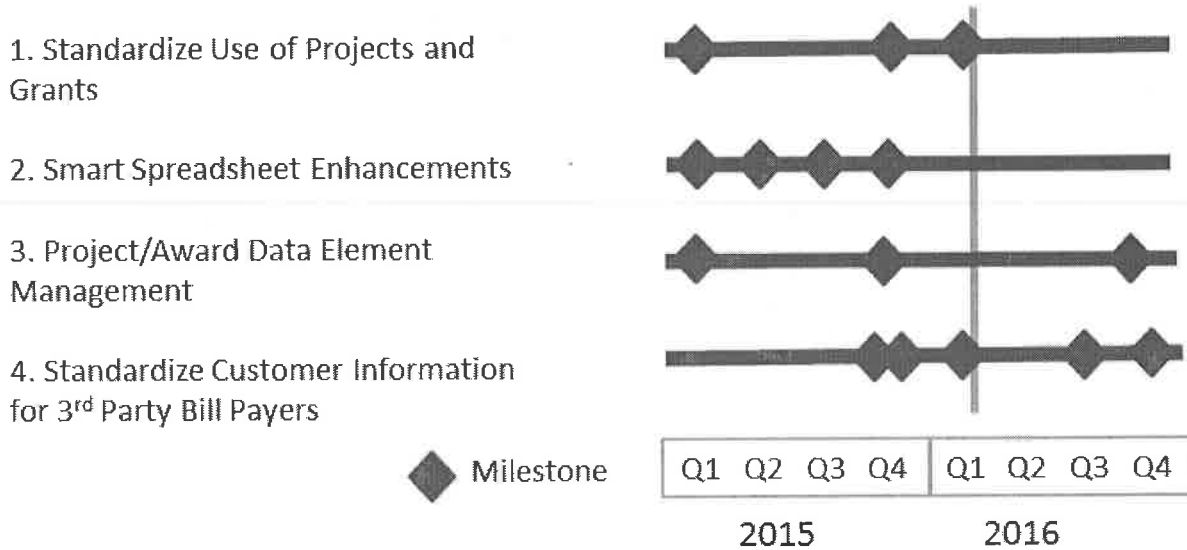 1. Standardize Use of Projects and
Grants
2. Smart Spreadsheet Enhancements
3. Project/Award Data Element
Management
4. Standardize Customer Information
for 3rd Party Bill Payers
Milestone
Q1 Q2 Q3 Q4 Q1 Q2 Q3 Q4
2015 2016